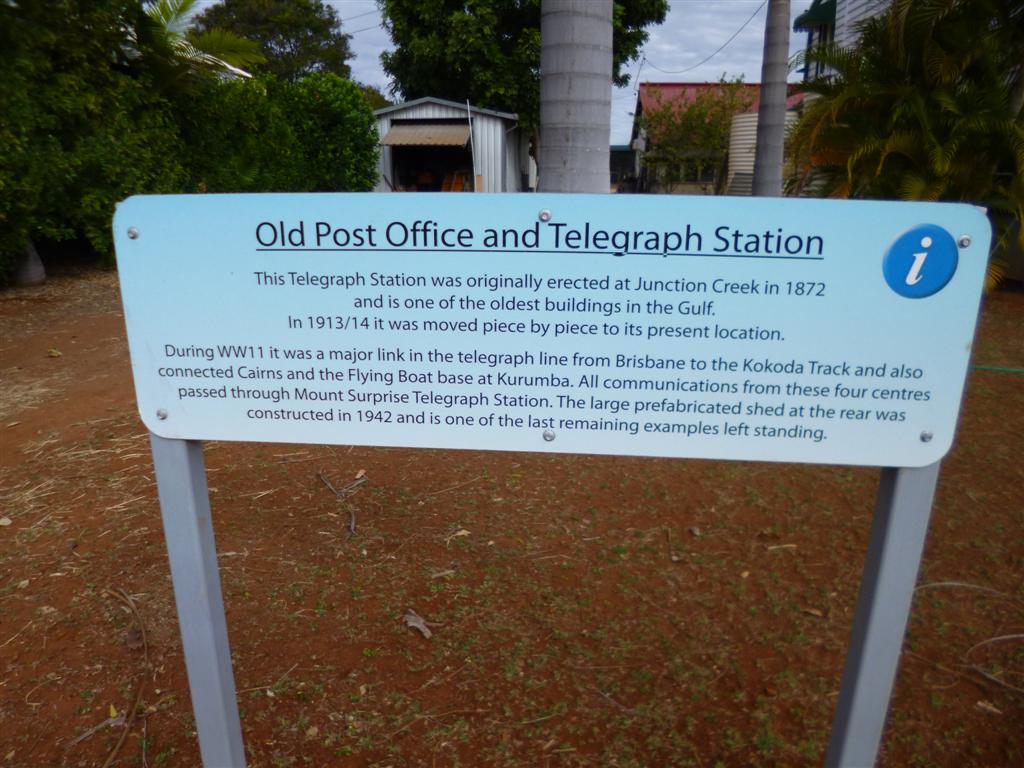 Old Post Office and Telegraph Station
i
This Telegraph Station was originally erected at Junction Creek in 1872
and is one of the oldest buildings in the Gulf.
In 1913/14 it was moved piece by piece to its present location.
During WW11 it was a major link in the telegraph line from Brisbane to the Kokoda Track and also
connected Cairns and the Flying Boat base at Kurumba. All communications from these four centres
passed through Mount Surprise Telegraph Station. The large prefabricated shed at the rear was
constructed in 1942 and is one of the last remaining examples left standing.